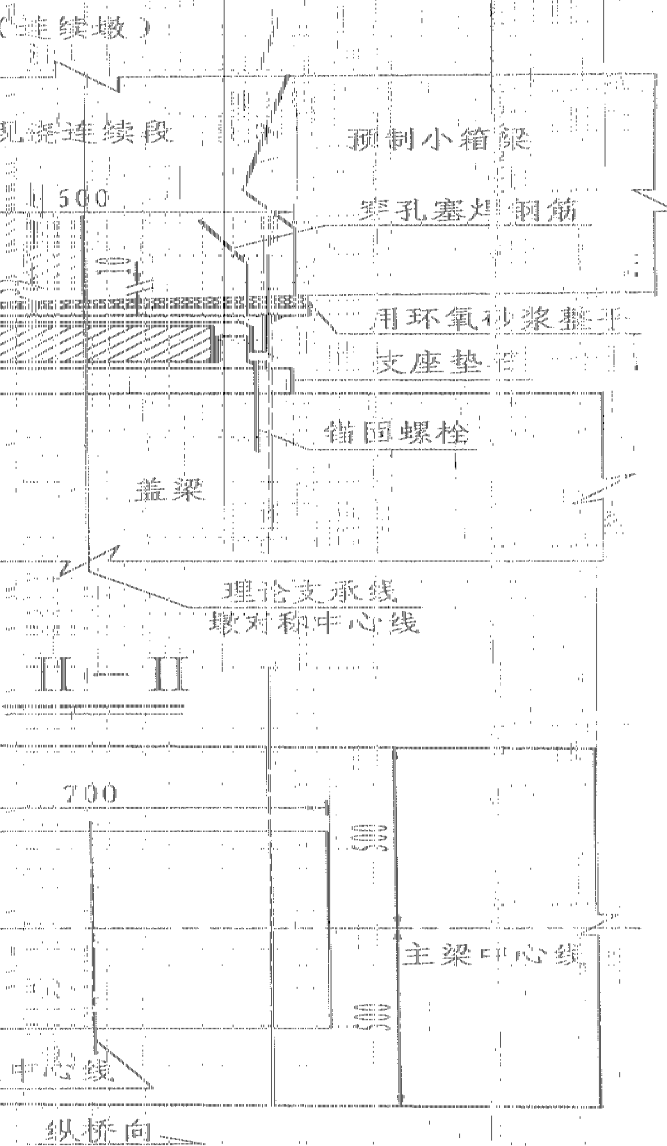 (连续墩)
现浇连续段
预制小箱梁
500
穿孔塞焊钢筋
10
用环氧砂浆整平
支座垫石
锚固螺栓
盖梁
理论支承线
墩对称中心线
II — II
700
500
主梁中心线
500
中心线
纵桥向